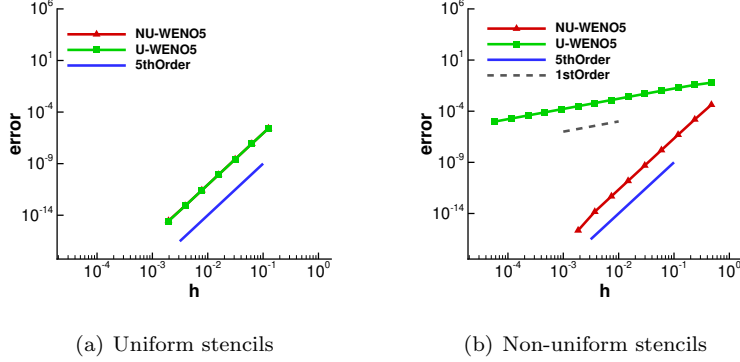 10^6
NU-WENO5
U-WENO5
5thOrder
10^1
10^-4
10^-9
10^-14
error
10^-4
10^-3
10^-2
10^-1
10^0
h
(a) Uniform stencils
10^6
NU-WENO5
U-WENO5
5thOrder
1stOrder
10^1
10^-4
10^-9
10^-14
error
10^-4
10^-3
10^-2
10^-1
10^0
h
(b) Non-uniform stencils